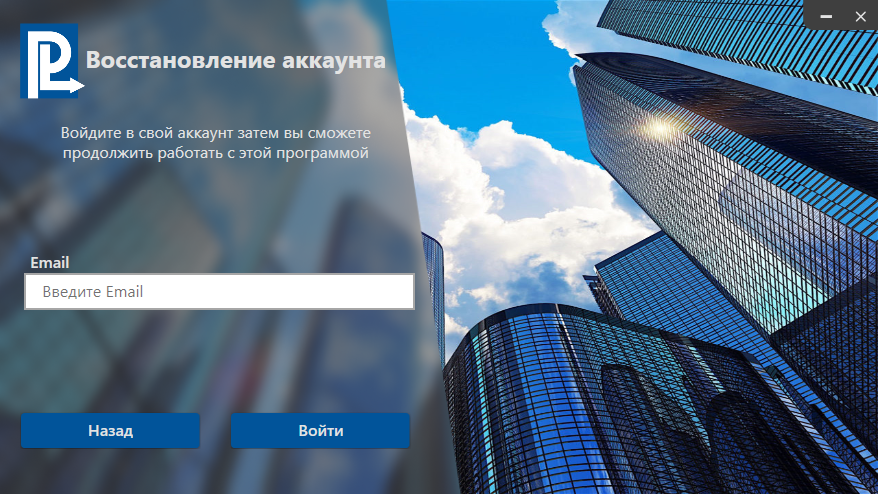 Восстановление аккаунта
Войдите в свой аккаунт затем вы сможете
продолжить работать с этой программой
Email
Введите Email
Назад
Войти